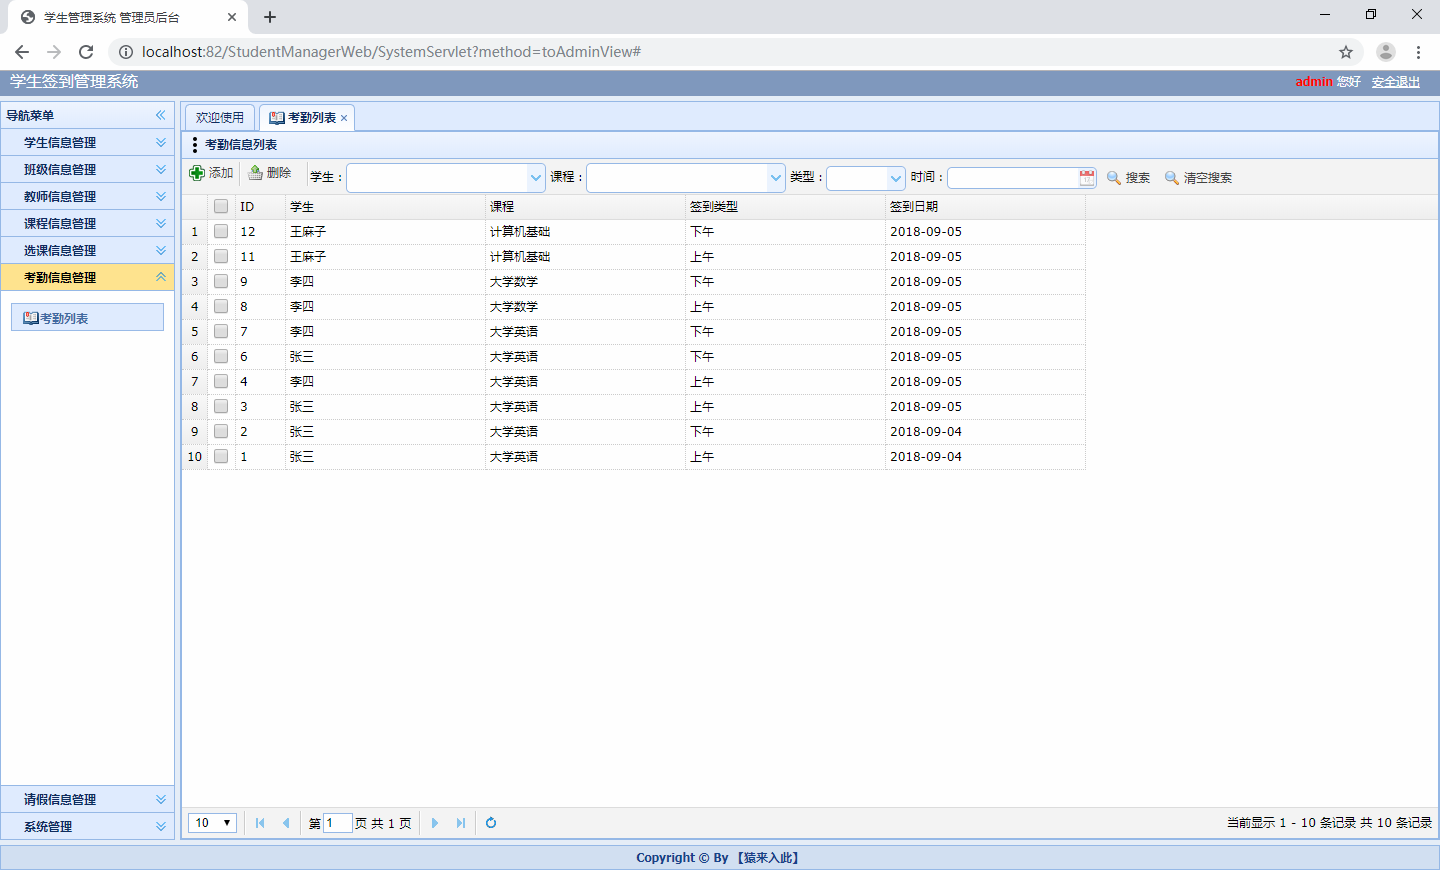 学生管理系统 管理员后台
localhost:82/StudentManagerWeb/SystemServlet?method=toAdminView#
学生签到管理系统
admin 您好 安全退出
导航菜单
学生信息管理
班级信息管理
教师信息管理
课程信息管理
选课信息管理
考勤信息管理
考勤列表
请假信息管理
系统管理
欢迎使用 考勤列表
考勤信息列表
添加 删除 学生： 课程： 类型： 时间： 搜索 清空搜索
ID 学生 课程 签到类型 签到日期
1 12 王麻子 计算机基础 下午 2018-09-05
2 11 王麻子 计算机基础 上午 2018-09-05
3 9 李四 大学数学 下午 2018-09-05
4 8 李四 大学数学 上午 2018-09-05
5 7 李四 大学英语 下午 2018-09-05
6 6 张三 大学英语 下午 2018-09-05
7 4 李四 大学英语 上午 2018-09-05
8 3 张三 大学英语 上午 2018-09-05
9 2 张三 大学英语 下午 2018-09-04
10 1 张三 大学英语 上午 2018-09-04
10 第 1 页 共 1 页 当前显示 1 - 10 条记录 共 10 条记录
Copyright © By 【猿来入此】